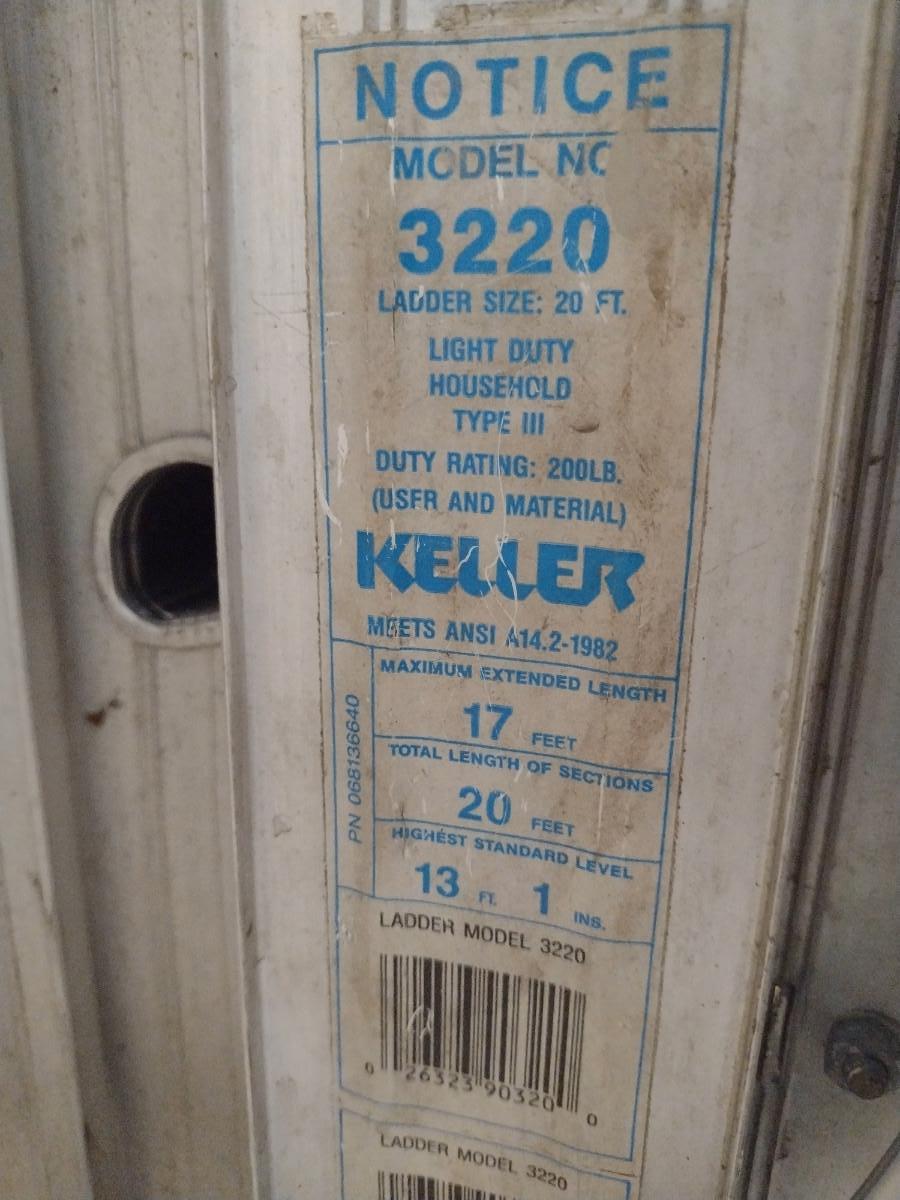 NOTICE
MODEL NO
3220
LADDER SIZE: 20 FT.
LIGHT DUTY
HOUSEHOLD
TYPE III
DUTY RATING: 200LB.
(USER AND MATERIAL)
KELLER
MEETS ANSI A14.2-1982
MAXIMUM EXTENDED LENGTH
17 FEET
TOTAL LENGTH OF SECTIONS
20 FEET
HIGHEST STANDARD LEVEL
13 FT. 1 INS.
PN 068136640
LADDER MODEL 3220
0 26323 90320 0
LADDER MODEL 3220